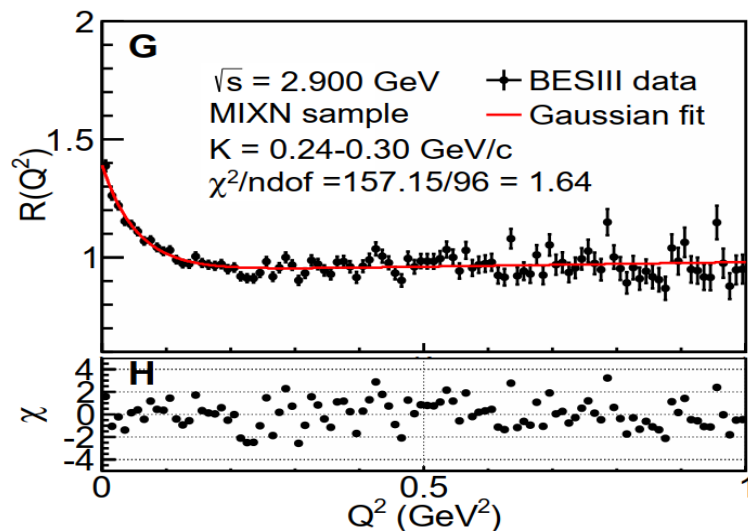 2
G
√s = 2.900 GeV
BESIII data
MIXN sample
Gaussian fit
1.5
K = 0.24-0.30 GeV/c
χ²/ndof =157.15/96 = 1.64
R(Q²)
1
H
4
2
0
-2
-4
χ
0
0.5
1
Q² (GeV²)